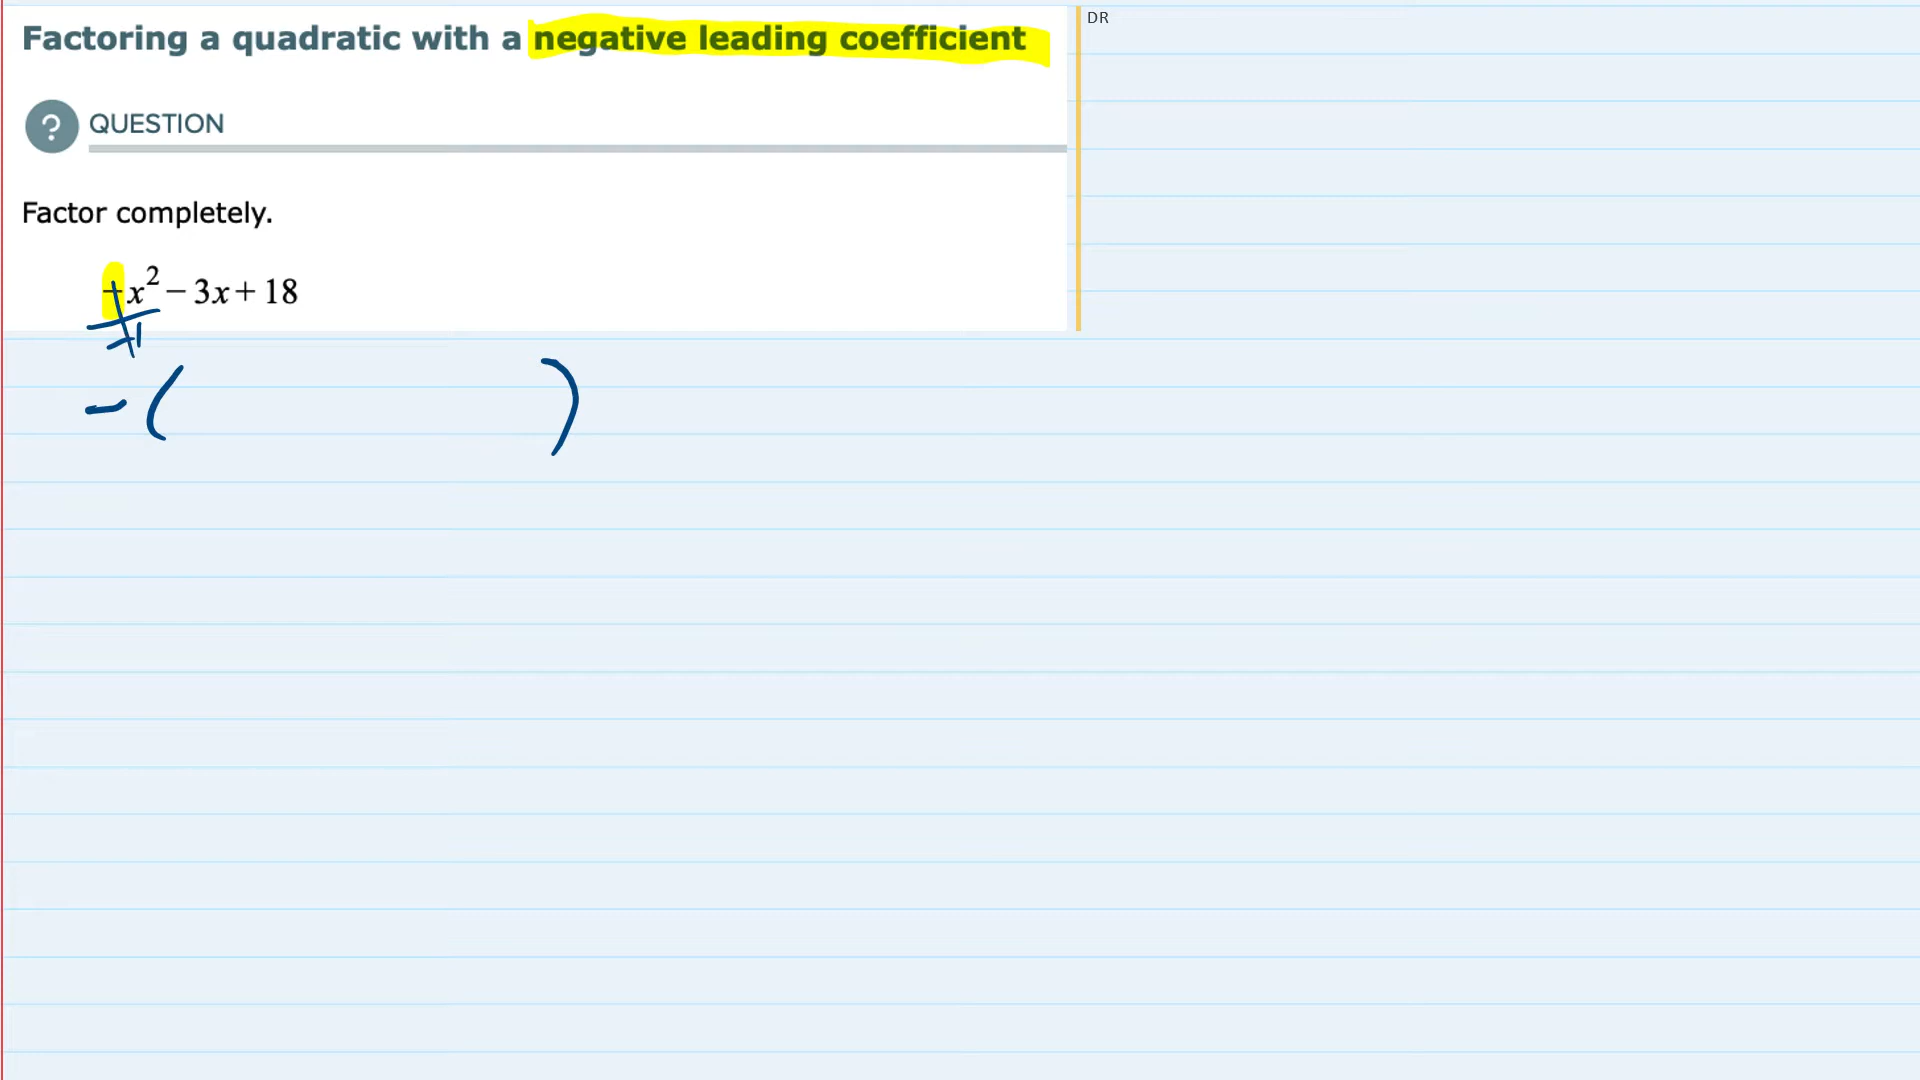 Factoring a quadratic with a negative leading coefficient
DR
? QUESTION
Factor completely.
−x² − 3x + 18
−1
− (          )